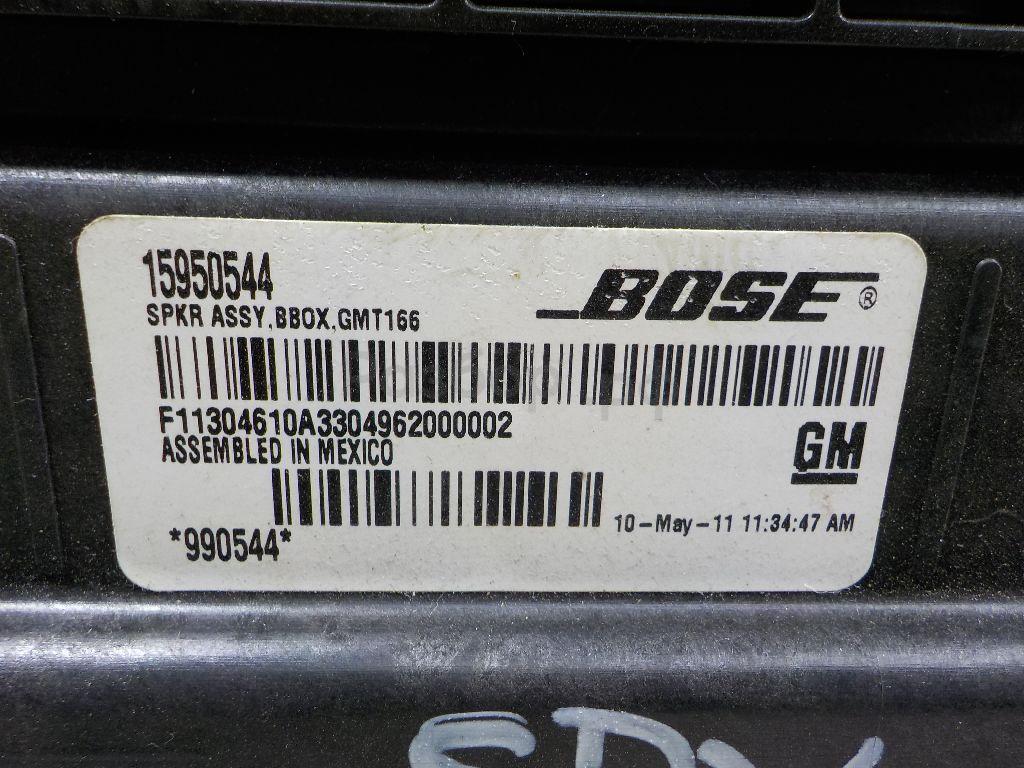 15950544
BOSE®
SPKR ASSY,BBOX,GMT166
F11304610A3304962000002
ASSEMBLED IN MEXICO
GM
10-May-11 11:34:47 AM
*990544*